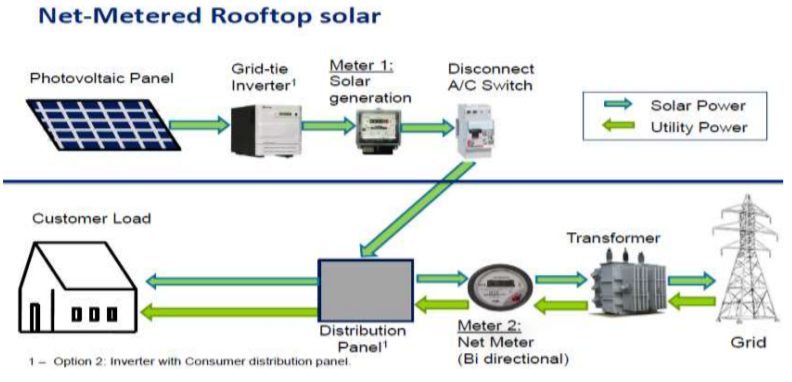 Net-Metered Rooftop solar
Photovoltaic Panel
Grid-tie
Inverter¹
Meter 1:
Solar
generation
Disconnect
A/C Switch
Solar Power
Utility Power
Customer Load
Distribution
Panel¹
Meter 2:
Net Meter
(Bi directional)
Transformer
Grid
1 – Option 2: Inverter with Consumer distribution panel.